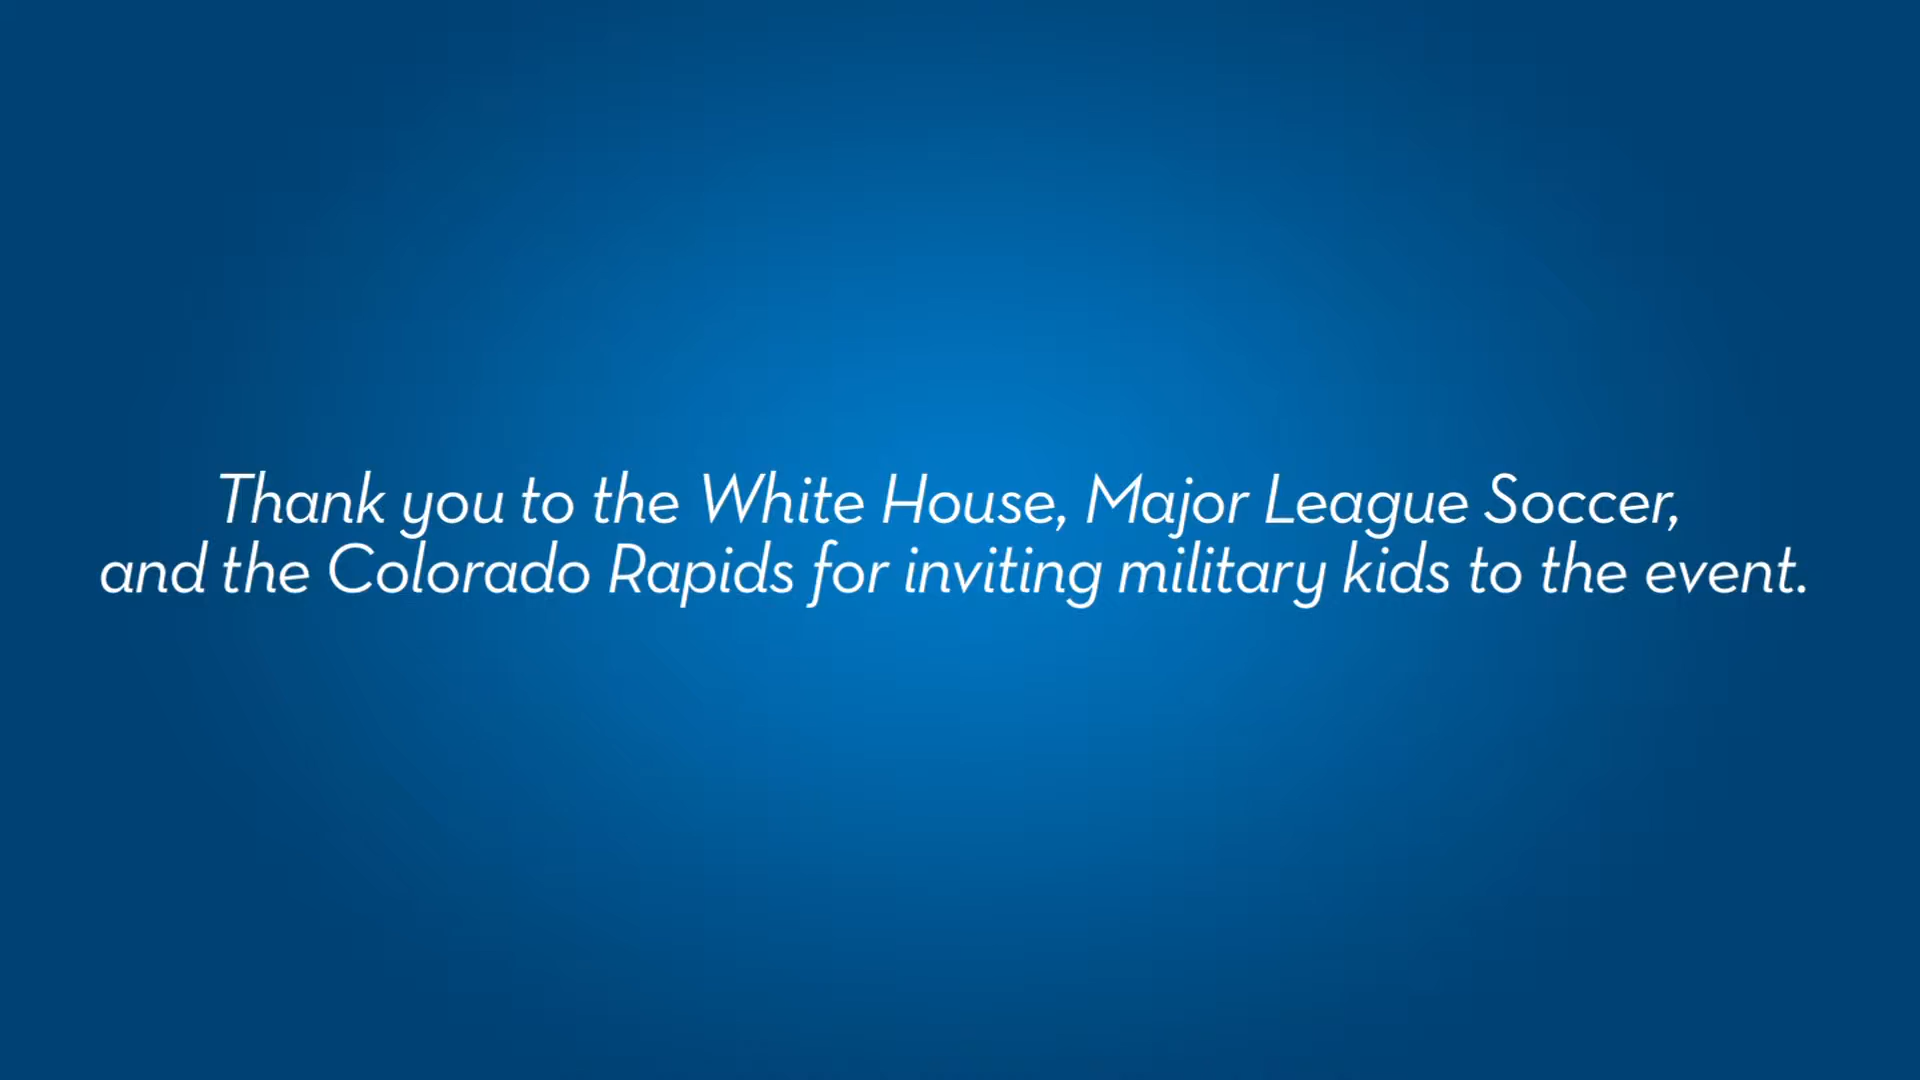 Thank you to the White House, Major League Soccer,
and the Colorado Rapids for inviting military kids to the event.